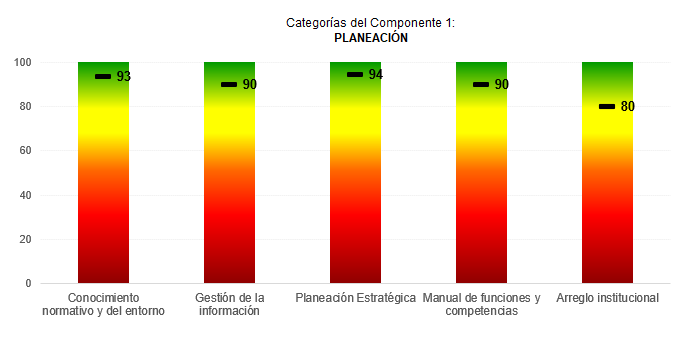 Categorías del Componente 1:
PLANEACIÓN
100
80
60
40
20
0
93
90
94
90
80
Conocimiento
normativo y del entorno
Gestión de la
información
Planeación Estratégica
Manual de funciones y
competencias
Arreglo institucional